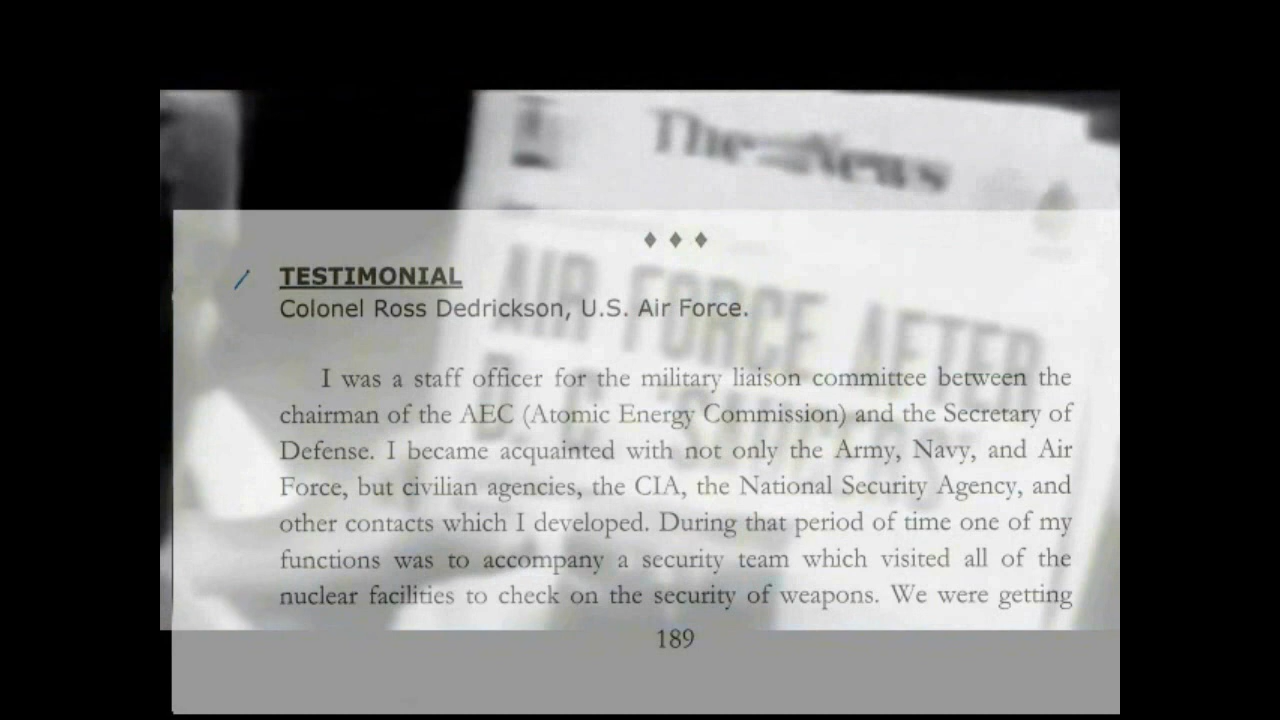 The News
AIR FORCE AFTER
D. C. "SAUCERS"
♦ ♦ ♦
TESTIMONIAL
Colonel Ross Dedrickson, U.S. Air Force.
I was a staff officer for the military liaison committee between the
chairman of the AEC (Atomic Energy Commission) and the Secretary of
Defense. I became acquainted with not only the Army, Navy, and Air
Force, but civilian agencies, the CIA, the National Security Agency, and
other contacts which I developed. During that period of time one of my
functions was to accompany a security team which visited all of the
nuclear facilities to check on the security of weapons. We were getting
189